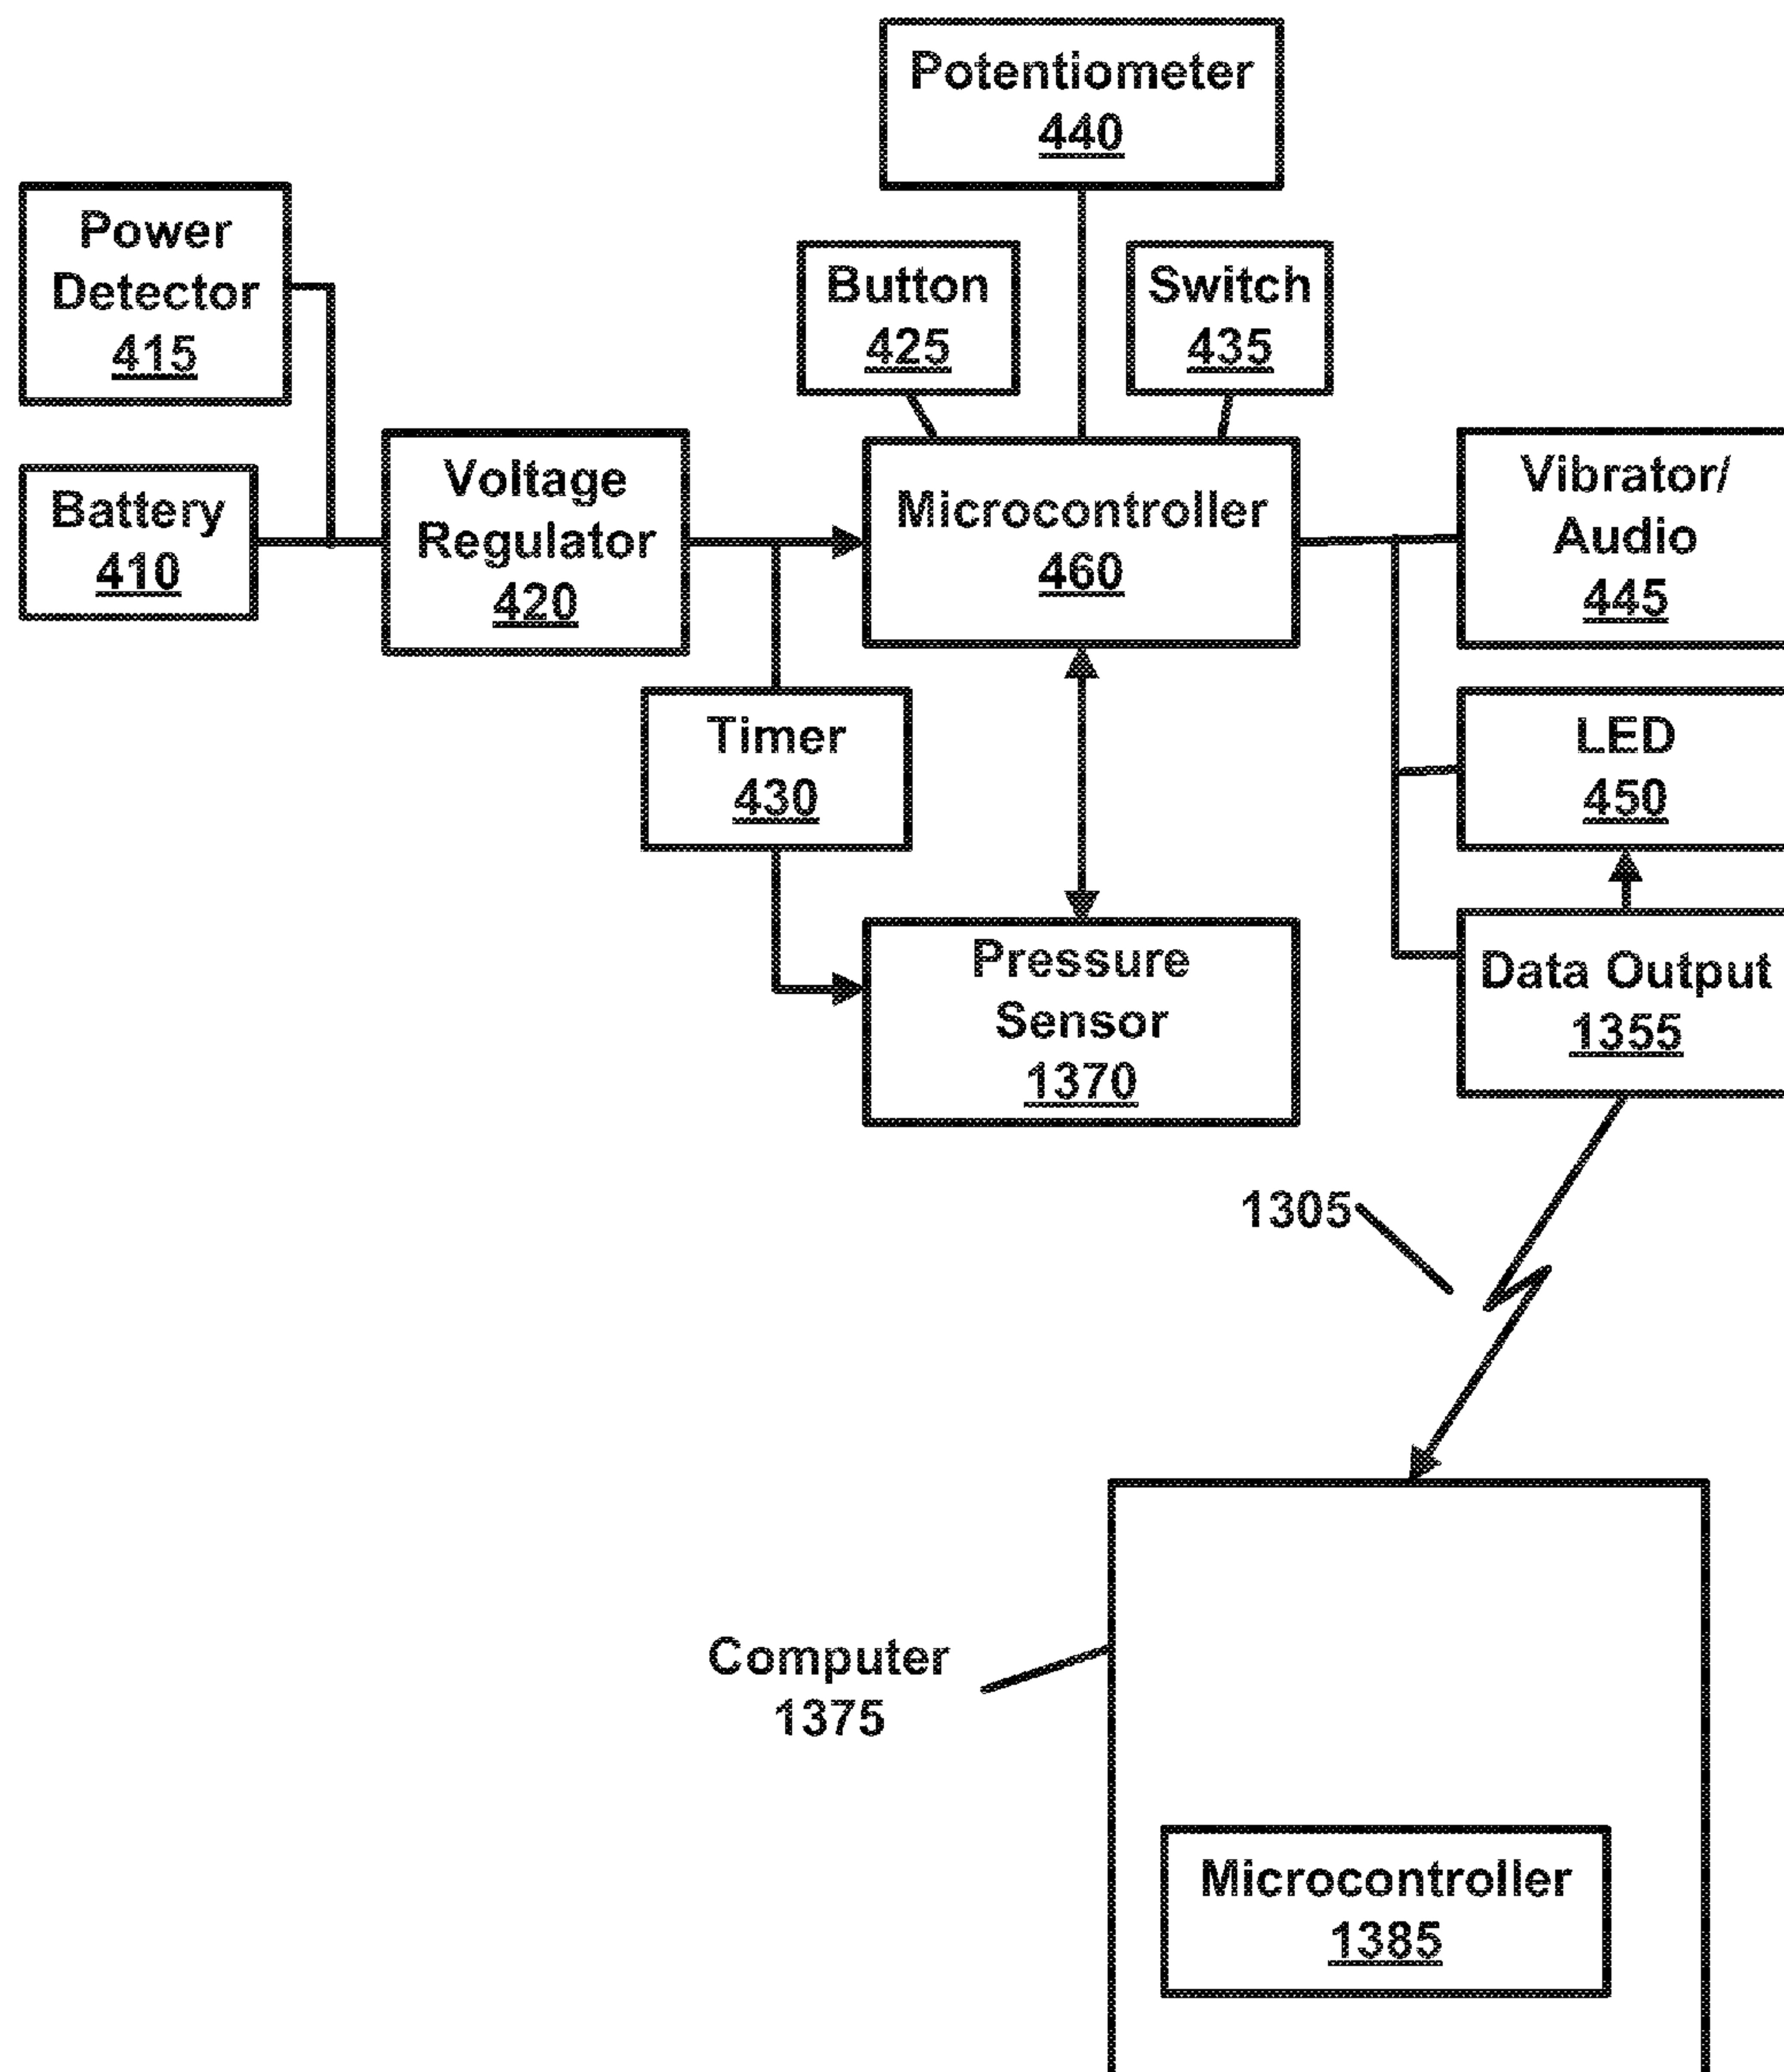 Potentiometer
440
Power
Detector
415
Button
425
Switch
435
Battery
410
Voltage
Regulator
420
Microcontroller
460
Vibrator/
Audio
445
Timer
430
LED
450
Pressure
Sensor
1370
Data Output
1355
1305
Computer
1375
Microcontroller
1385